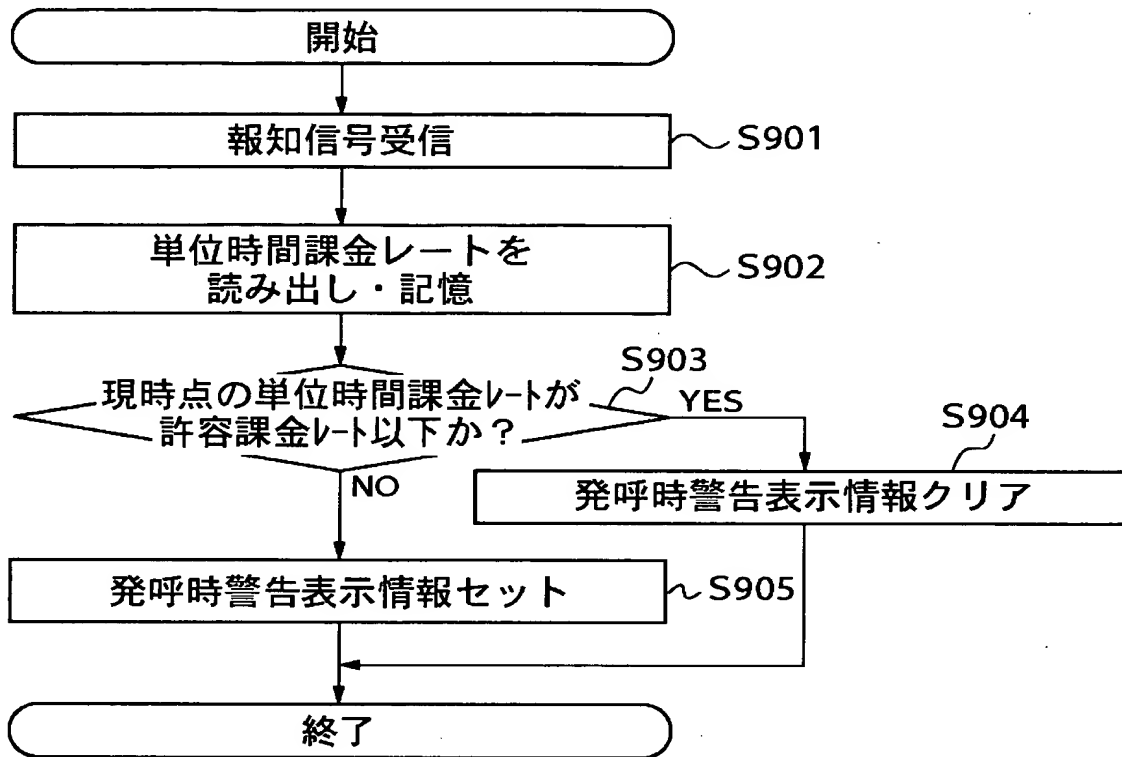 開始
報知信号受信
S901
単位時間課金レートを
読み出し・記憶
S902
S903
現時点の単位時間課金ﾚｰﾄが
許容課金ﾚｰﾄ以下か？
YES
NO
S904
発呼時警告表示情報クリア
発呼時警告表示情報セット
S905
終了